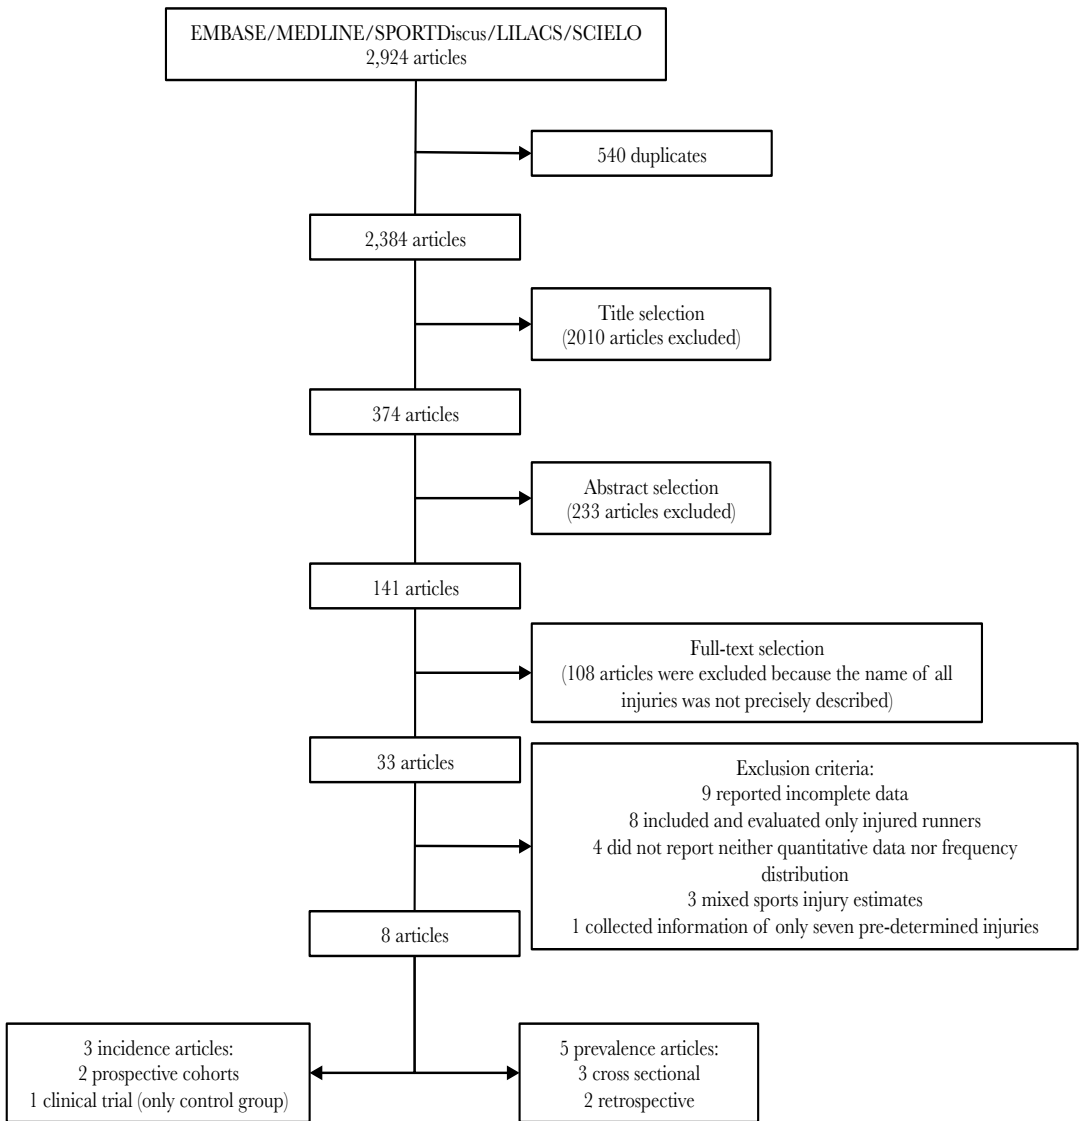 EMBASE/MEDLINE/SPORTDiscus/LILACS/SCIELO
2,924 articles
540 duplicates
2,384 articles
Title selection
(2010 articles excluded)
374 articles
Abstract selection
(233 articles excluded)
141 articles
Full-text selection
(108 articles were excluded because the name of all
injuries was not precisely described)
33 articles
Exclusion criteria:
9 reported incomplete data
8 included and evaluated only injured runners
4 did not report neither quantitative data nor frequency
distribution
3 mixed sports injury estimates
1 collected information of only seven pre-determined injuries
8 articles
3 incidence articles:
2 prospective cohorts
1 clinical trial (only control group)
5 prevalence articles:
3 cross sectional
2 retrospective